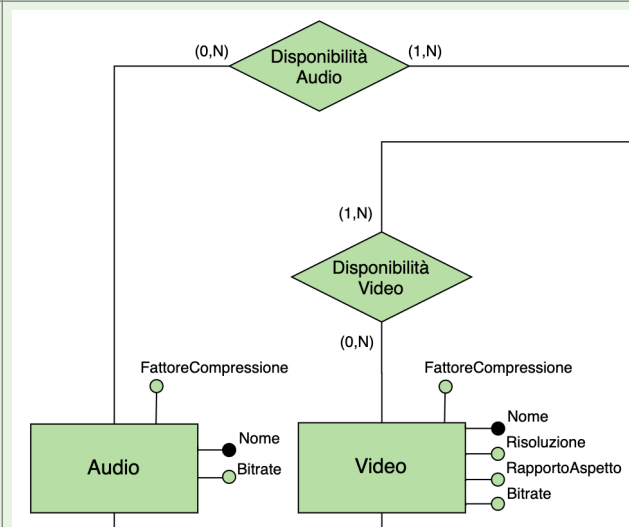 (0,N)
Disponibilità
Audio
(1,N)
(1,N)
Disponibilità
Video
(0,N)
FattoreCompressione
FattoreCompressione
Audio
Nome
Bitrate
Video
Nome
Risoluzione
RapportoAspetto
Bitrate